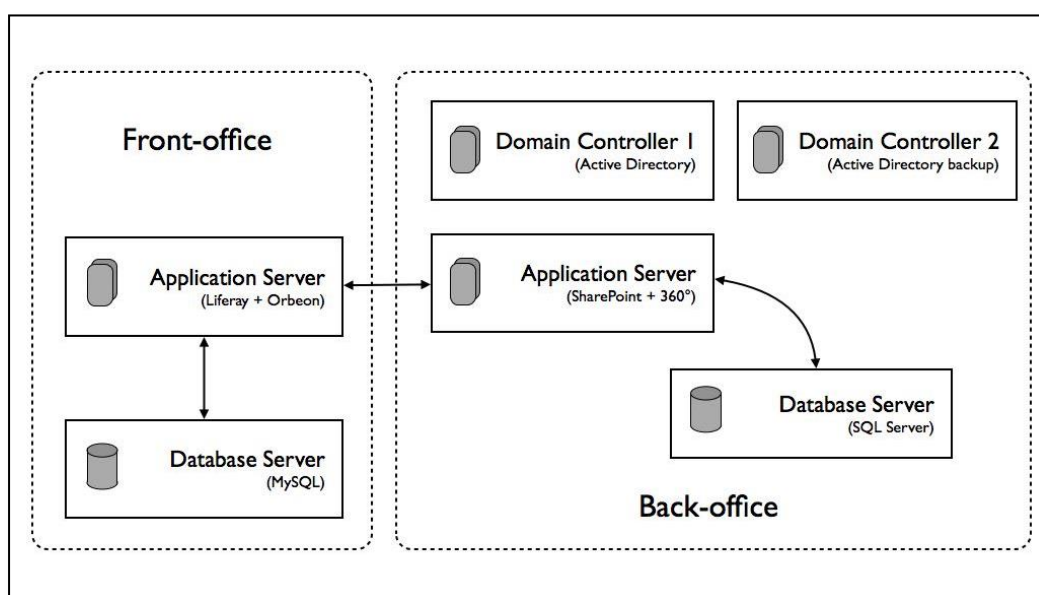 Front-office
Application Server
(Liferay + Orbeon)
Database Server
(MySQL)
Domain Controller 1
(Active Directory)
Domain Controller 2
(Active Directory backup)
Application Server
(SharePoint + 360°)
Database Server
(SQL Server)
Back-office